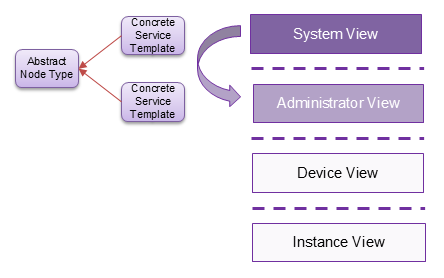 Concrete
Service
Template
Abstract
Node Type
Concrete
Service
Template
System View
Administrator View
Device View
Instance View